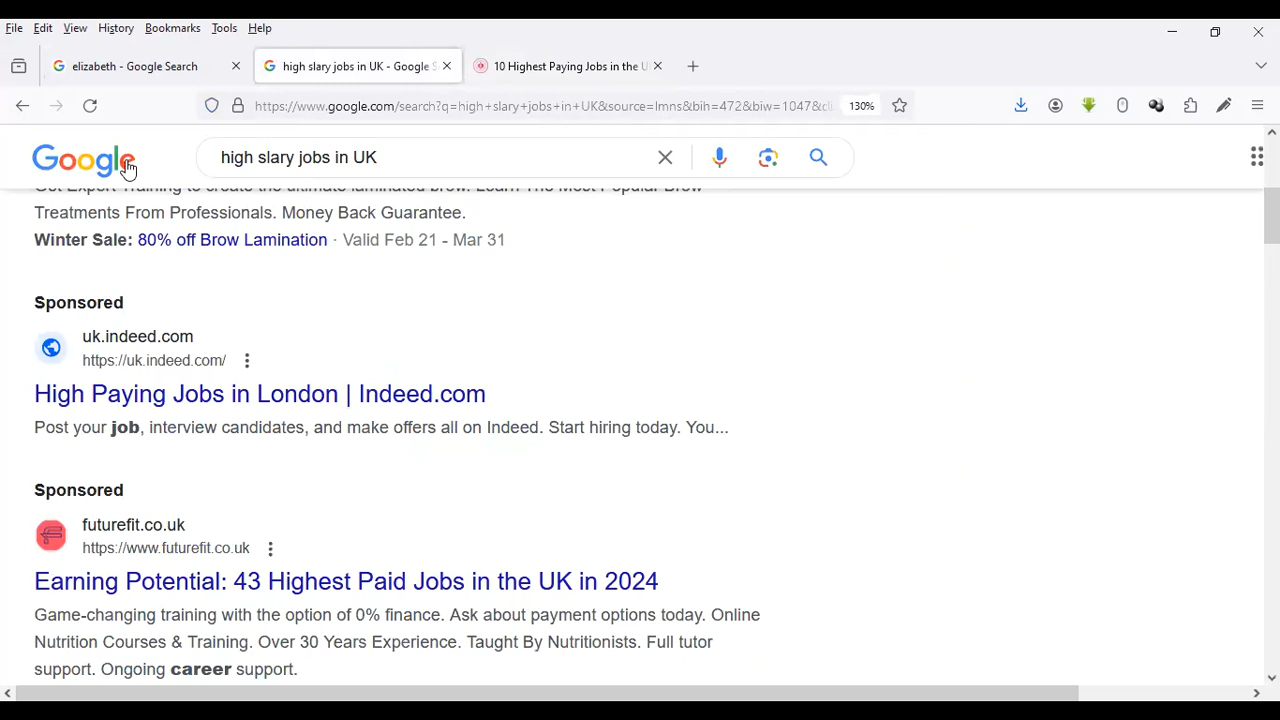 File Edit View History Bookmarks Tools Help
elizabeth - Google Search
high slary jobs in UK - Google S
10 Highest Paying Jobs in the U
https://www.google.com/search?q=high+slary+jobs+in+UK&source=lmns&bih=472&biw=1047&cli
130%
Google
high slary jobs in UK
Get Expert Training to create the ultimate laminated brow. Learn The Most Popular Brow
Treatments From Professionals. Money Back Guarantee.
Winter Sale: 80% off Brow Lamination · Valid Feb 21 - Mar 31
Sponsored
uk.indeed.com
https://uk.indeed.com/
High Paying Jobs in London | Indeed.com
Post your job, interview candidates, and make offers all on Indeed. Start hiring today. You...
Sponsored
futurefit.co.uk
https://www.futurefit.co.uk
Earning Potential: 43 Highest Paid Jobs in the UK in 2024
Game-changing training with the option of 0% finance. Ask about payment options today. Online
Nutrition Courses & Training. Over 30 Years Experience. Taught By Nutritionists. Full tutor
support. Ongoing career support.